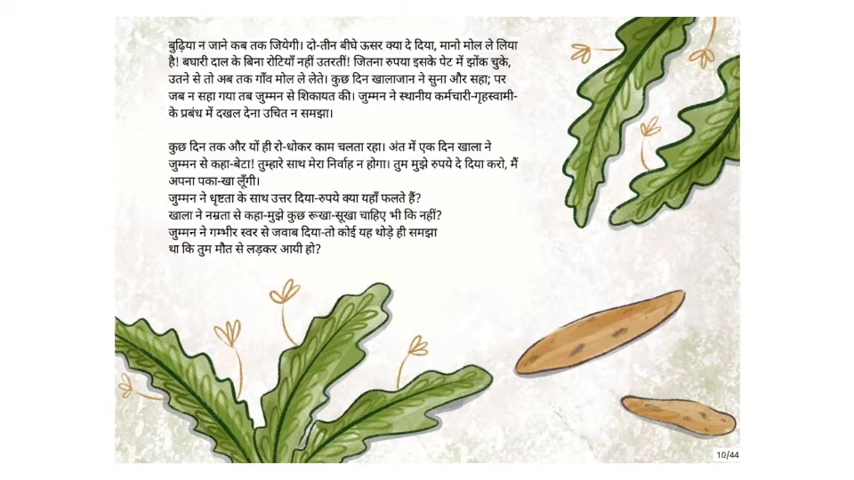 बुढ़िया न जाने कब तक जियेगी। दो-तीन बीघे ऊसर क्या दे दिया, मानो मोल ले लिया
है! बघारी दाल के बिना रोटियाँ नहीं उतरतीं! जितना रुपया इसके पेट में झोंक चुके,
उतने से तो अब तक गाँव मोल ले लेते। कुछ दिन खालाजान ने सुना और सहा; पर
जब न सहा गया तब जुम्मन से शिकायत की। जुम्मन ने स्थानीय कर्मचारी-गृहस्वामी-
के प्रबंध में दखल देना उचित न समझा।
कुछ दिन तक और यों ही रो-धोकर काम चलता रहा। अंत में एक दिन खाला ने
जुम्मन से कहा-बेटा! तुम्हारे साथ मेरा निर्वाह न होगा। तुम मुझे रुपये दे दिया करो, मैं
अपना पका-खा लूँगी।
जुम्मन ने धृष्टता के साथ उत्तर दिया-रुपये क्या यहाँ फलते हैं?
खाला ने नम्रता से कहा-मुझे कुछ रूखा-सूखा चाहिए भी कि नहीं?
जुम्मन ने गम्भीर स्वर से जवाब दिया-तो कोई यह थोड़े ही समझा
था कि तुम मौत से लड़कर आयी हो?
10/44